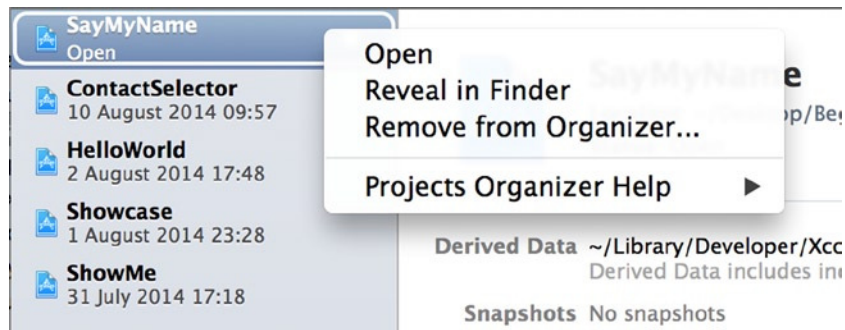 SayMyName
Open
ContactSelector
10 August 2014 09:57
HelloWorld
2 August 2014 17:48
Showcase
1 August 2014 23:28
ShowMe
31 July 2014 17:18
Open
Reveal in Finder
Remove from Organizer...
Projects Organizer Help
SayMyName
Derived Data ~/Library/Developer/Xcc
Derived Data includes in
Snapshots No snapshots